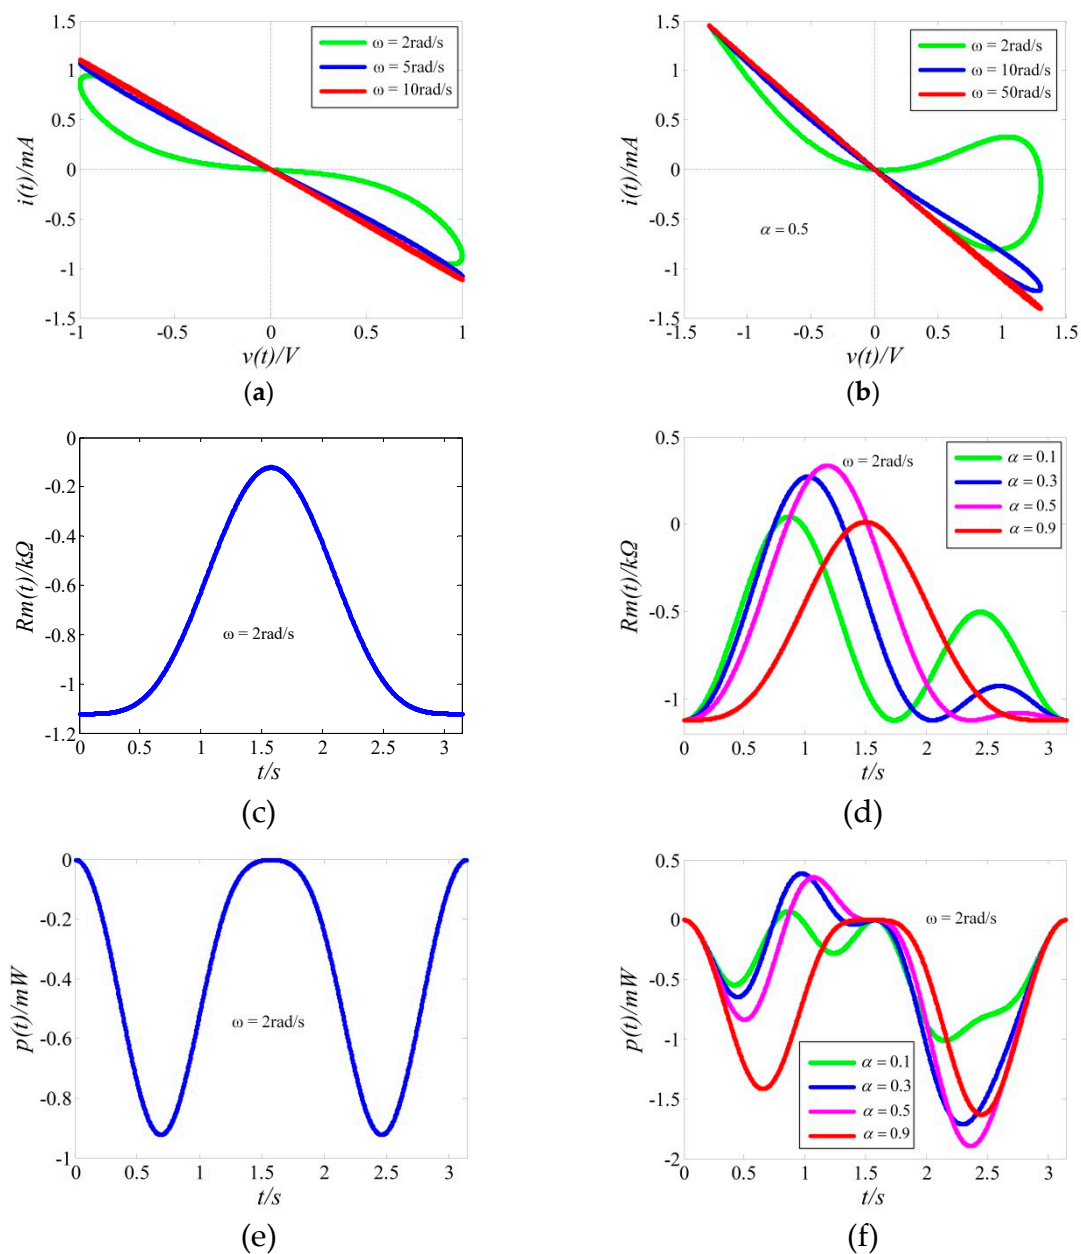 1.5
1
0.5
0
-0.5
-1
-1.5
i(t)/mA
ω = 2rad/s
ω = 5rad/s
ω = 10rad/s
-1 -0.5 0 0.5 1
v(t)/V
(a)
1.5
1
0.5
0
-0.5
-1
-1.5
i(t)/mA
ω = 2rad/s
ω = 10rad/s
ω = 50rad/s
α = 0.5
-1.5 -1 -0.5 0 0.5 1 1.5
v(t)/V
(b)
0
-0.2
-0.4
-0.6
-0.8
-1
-1.2
Rm(t)/kΩ
ω = 2rad/s
0 0.5 1 1.5 2 2.5 3
t/s
(c)
0.5
0
-0.5
-1
Rm(t)/kΩ
ω = 2rad/s
α = 0.1
α = 0.3
α = 0.5
α = 0.9
0 0.5 1 1.5 2 2.5 3
t/s
(d)
0
-0.2
-0.4
-0.6
-0.8
-1
p(t)/mW
ω = 2rad/s
0 0.5 1 1.5 2 2.5 3
t/s
(e)
0.5
0
-0.5
-1
-1.5
-2
p(t)/mW
ω = 2rad/s
α = 0.1
α = 0.3
α = 0.5
α = 0.9
0 0.5 1 1.5 2 2.5 3
t/s
(f)